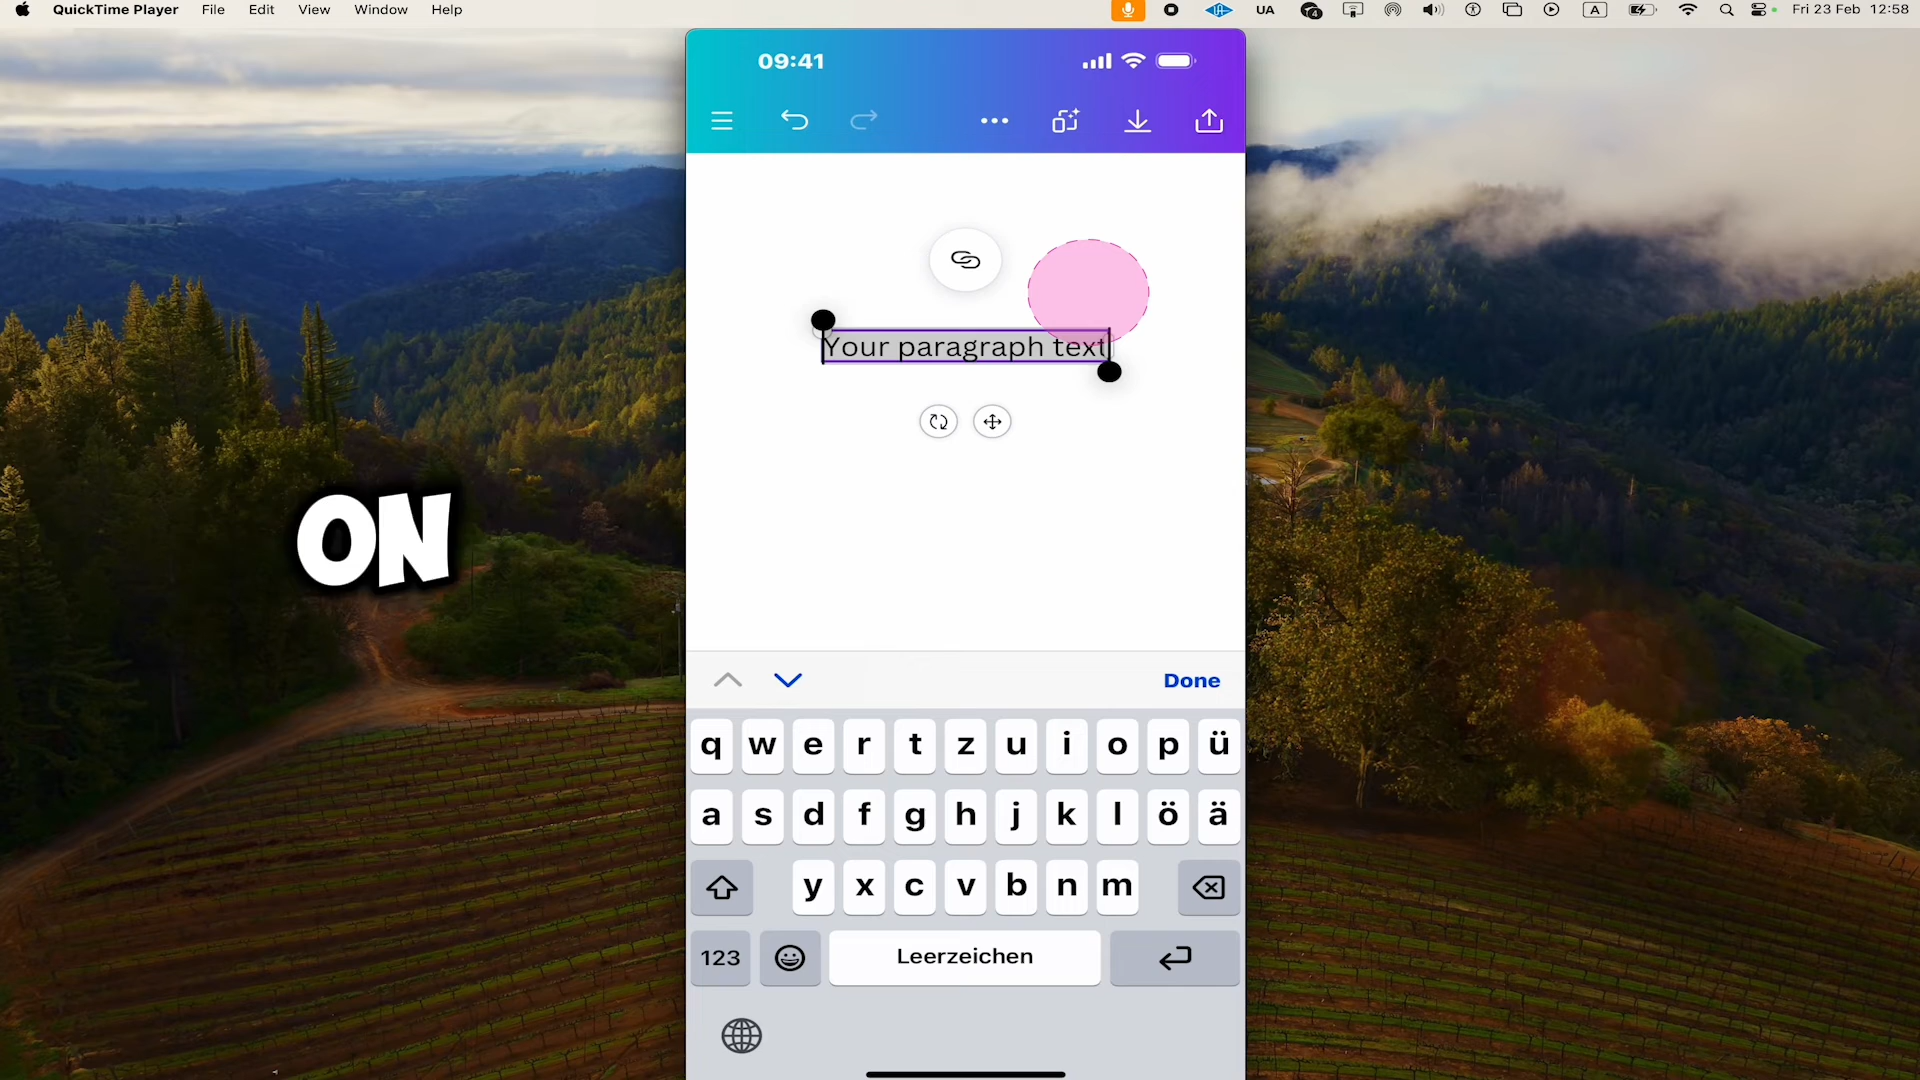 QuickTime Player File Edit View Window Help UA 4 A Fri 23 Feb 12:58
09:41
Your paragraph text
ON
Done
q w e r t z u i o p ü
a s d f g h j k l ö ä
y x c v b n m
123 Leerzeichen